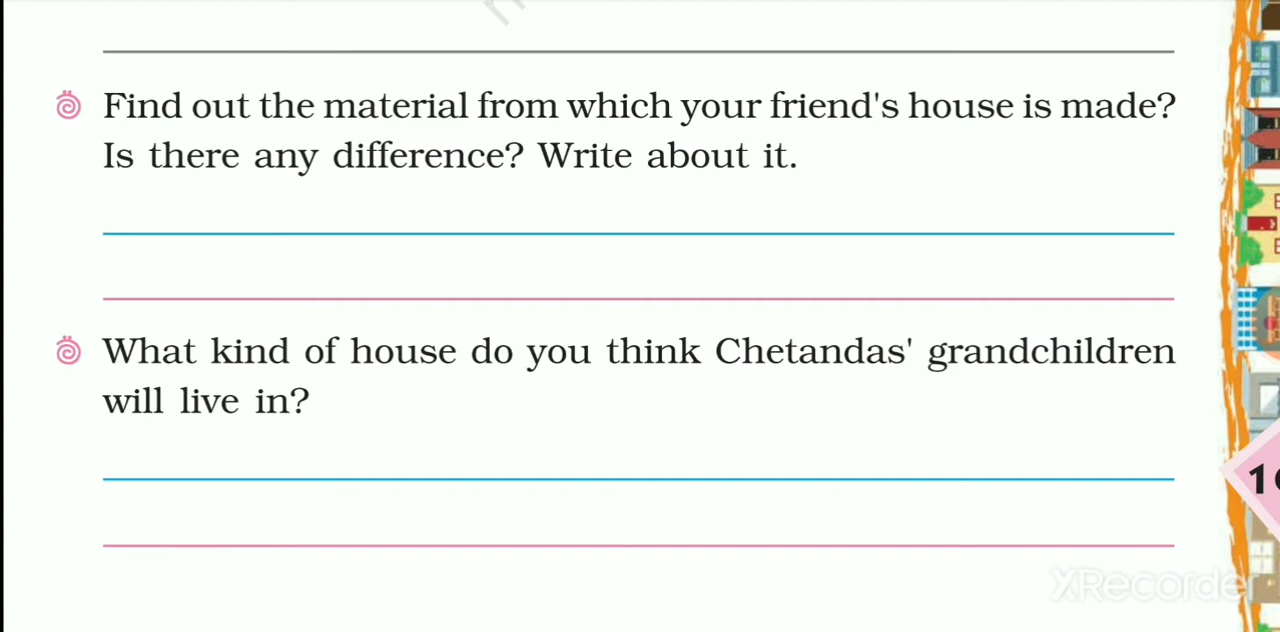 Find out the material from which your friend's house is made?
Is there any difference? Write about it.
What kind of house do you think Chetandas' grandchildren
will live in?
XRecorder